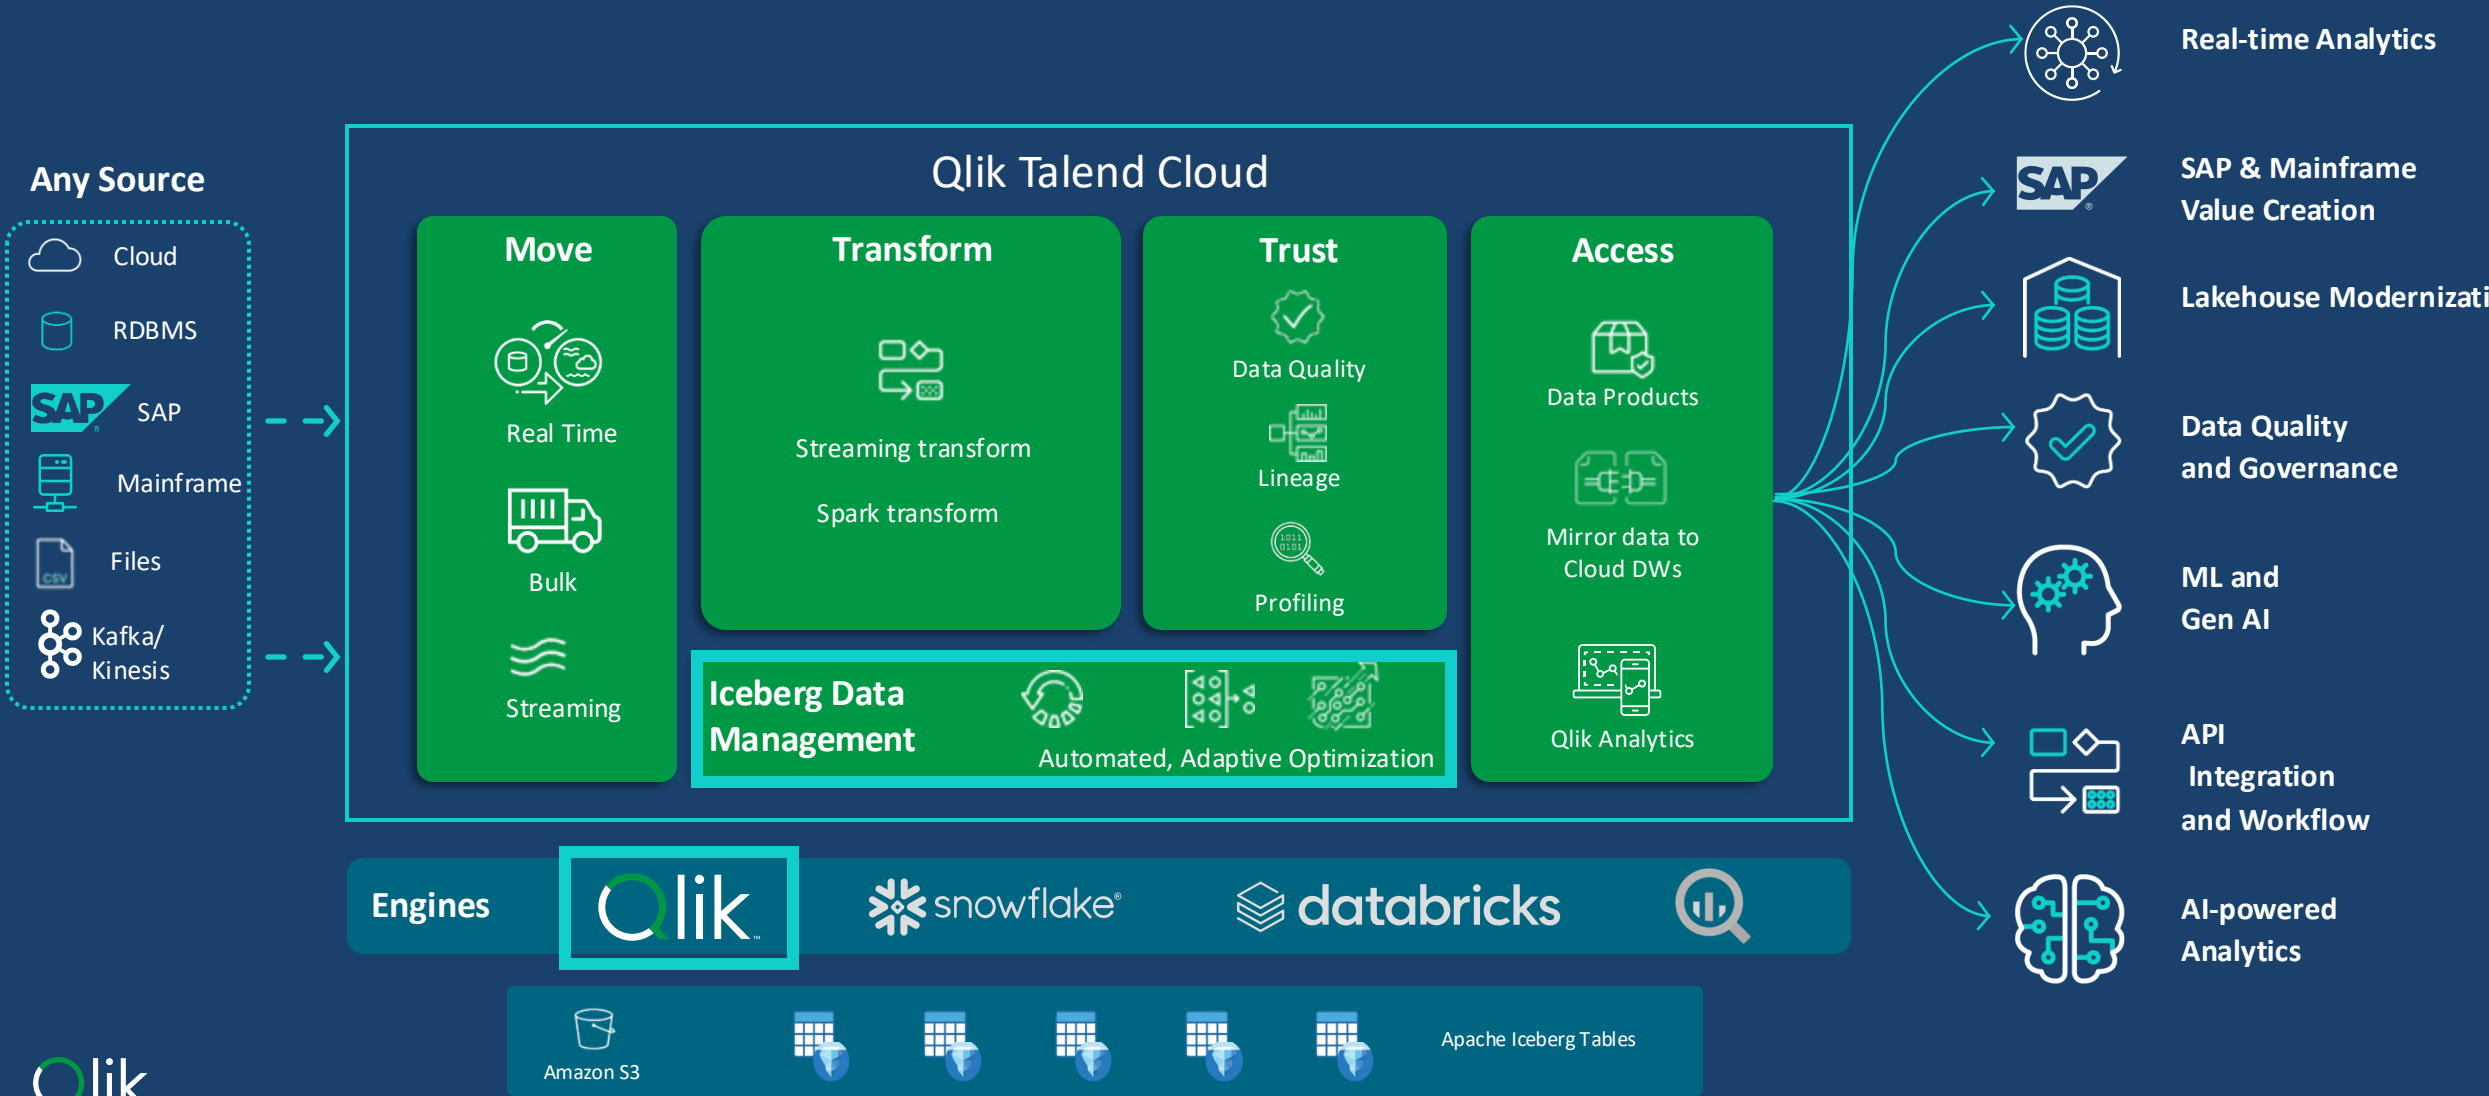 Any Source
Cloud
RDBMS
SAP
SAP
Mainframe
CSV
Files
Kafka/
Kinesis
Qlik Talend Cloud
Move
Real Time
Bulk
Streaming
Transform
Streaming transform
Spark transform
Trust
Data Quality
Lineage
1011
0101
Profiling
Access
Data Products
Mirror data to
Cloud DWs
Qlik Analytics
Iceberg Data
Management
Automated, Adaptive Optimization
Engines
Qlik
snowflake®
databricks
Amazon S3
Apache Iceberg Tables
Real-time Analytics
SAP
SAP & Mainframe
Value Creation
Lakehouse Modernizati
Data Quality
and Governance
ML and
Gen AI
API
Integration
and Workflow
AI-powered
Analytics
Qlik